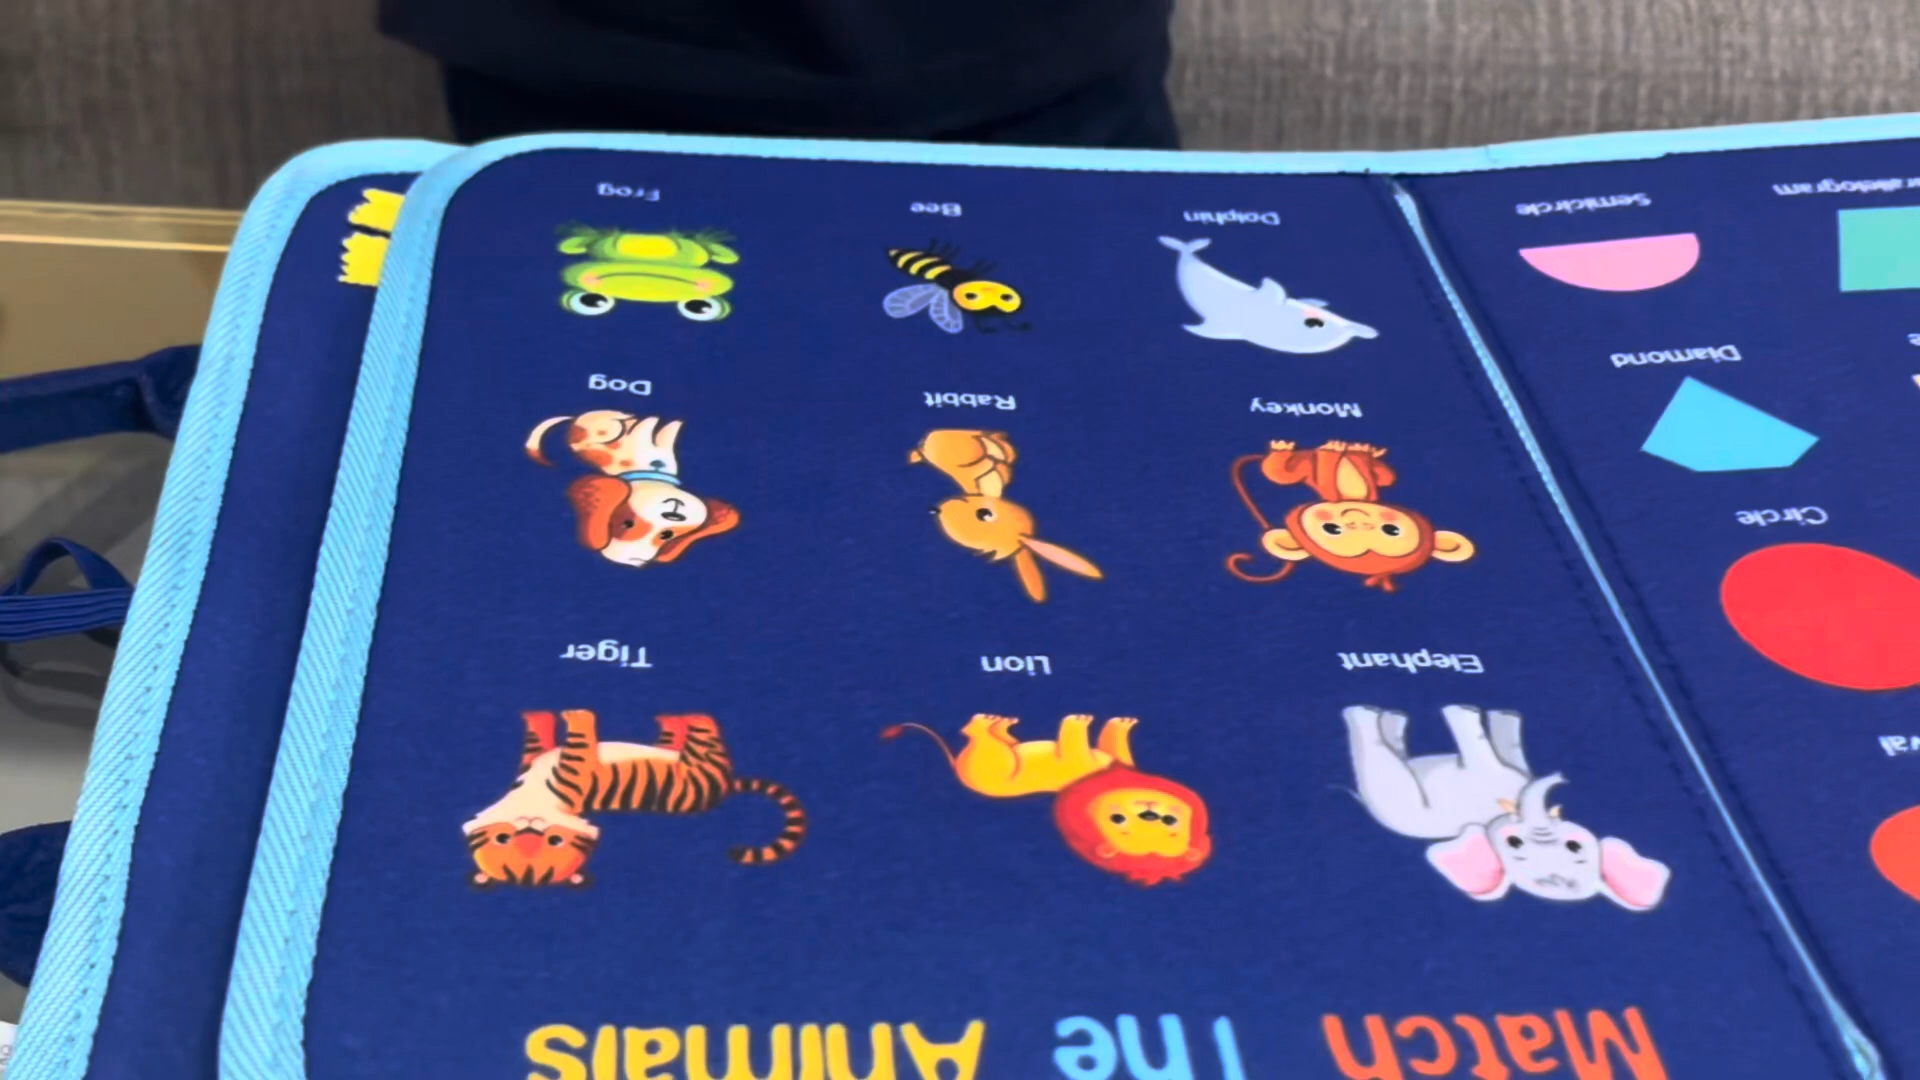 Match The Animals
Elephant Lion Tiger
Monkey Rabbit Dog
Dolphin Bee Frog
Circle
Diamond
Semicircle